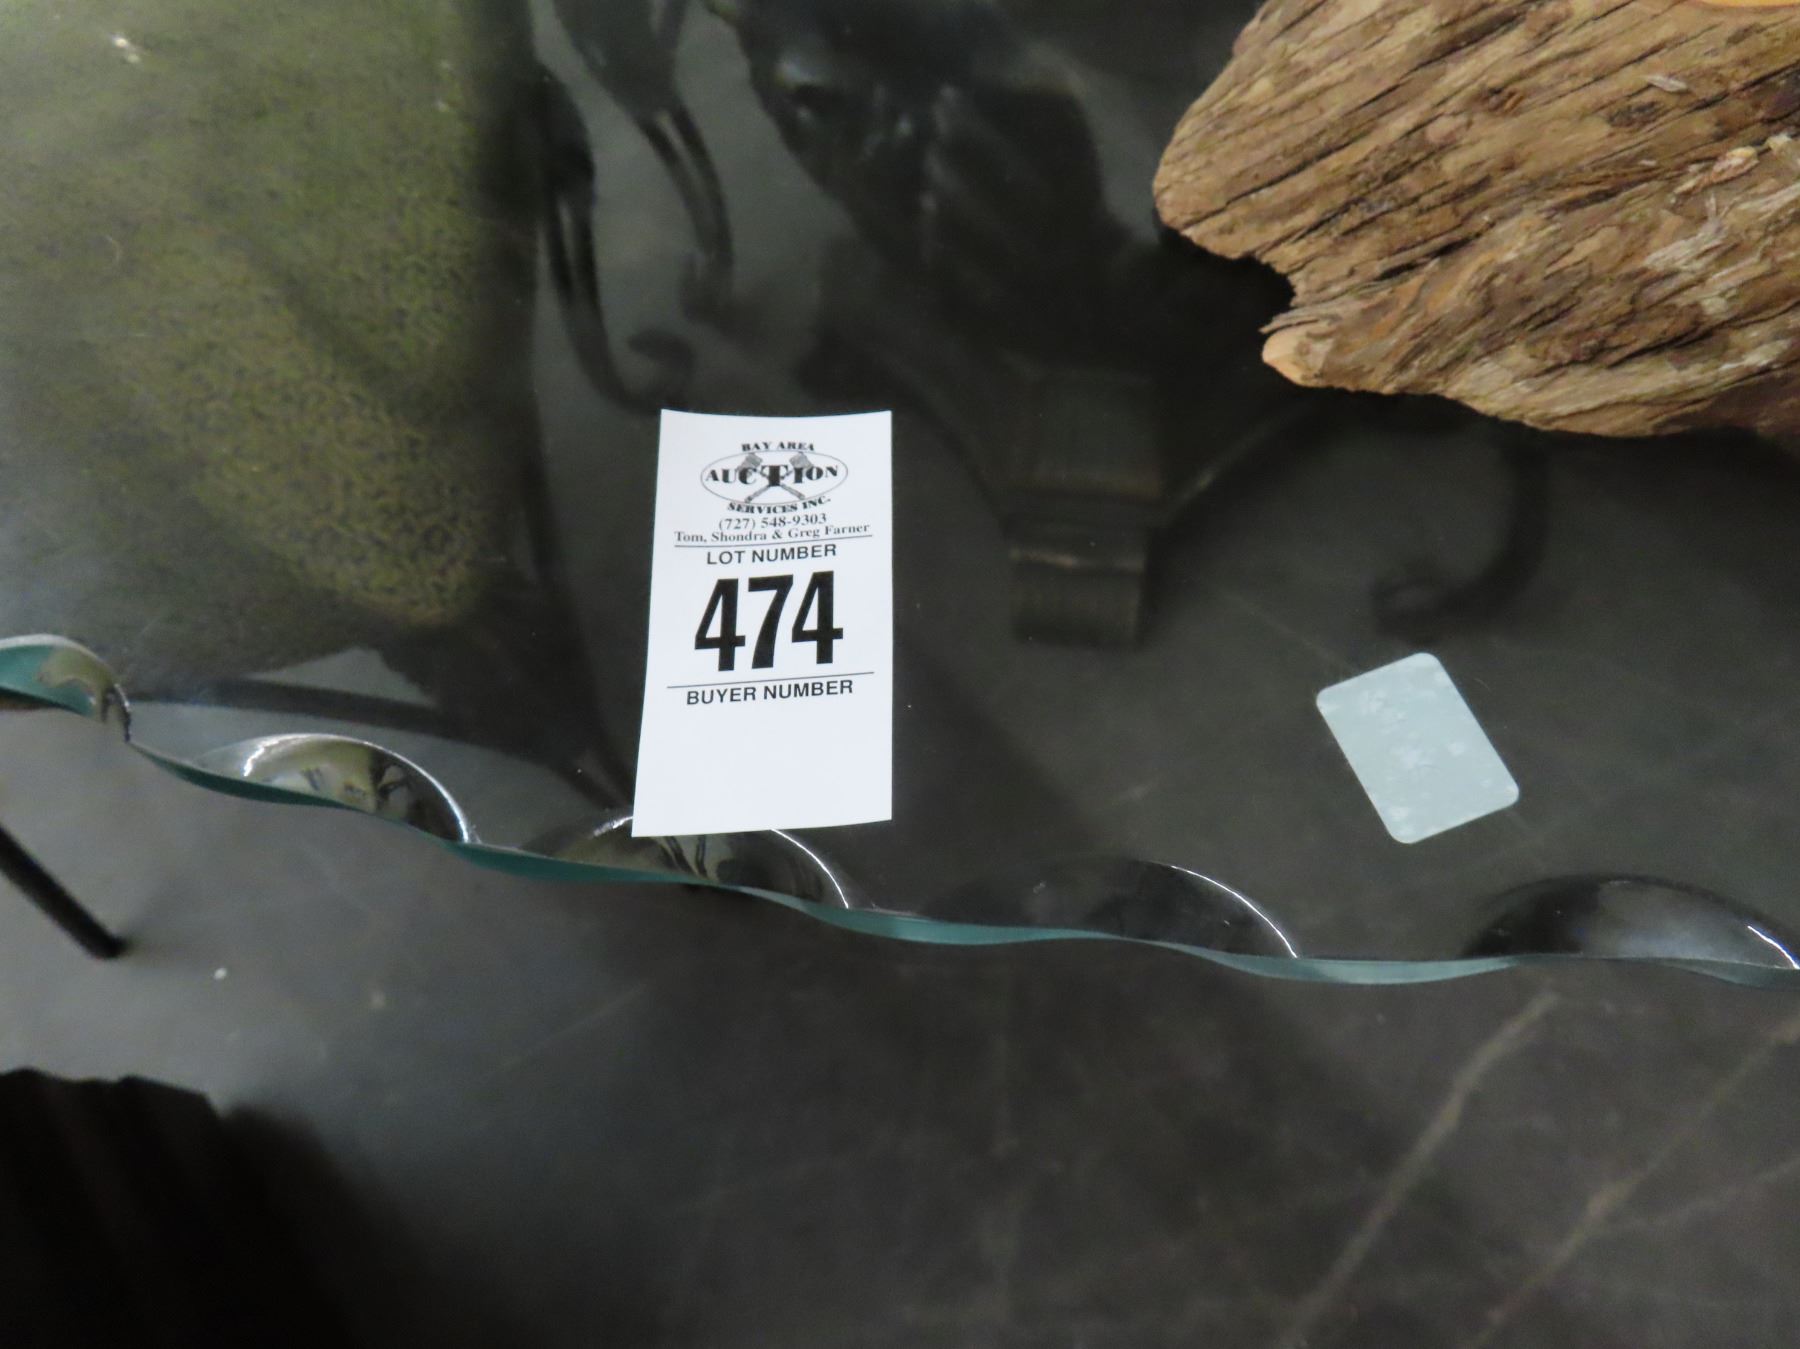 BAY AREA
AUCTION
SERVICES INC.
(727) 548-9303
Tom, Shondra & Greg Farner
LOT NUMBER
474
BUYER NUMBER